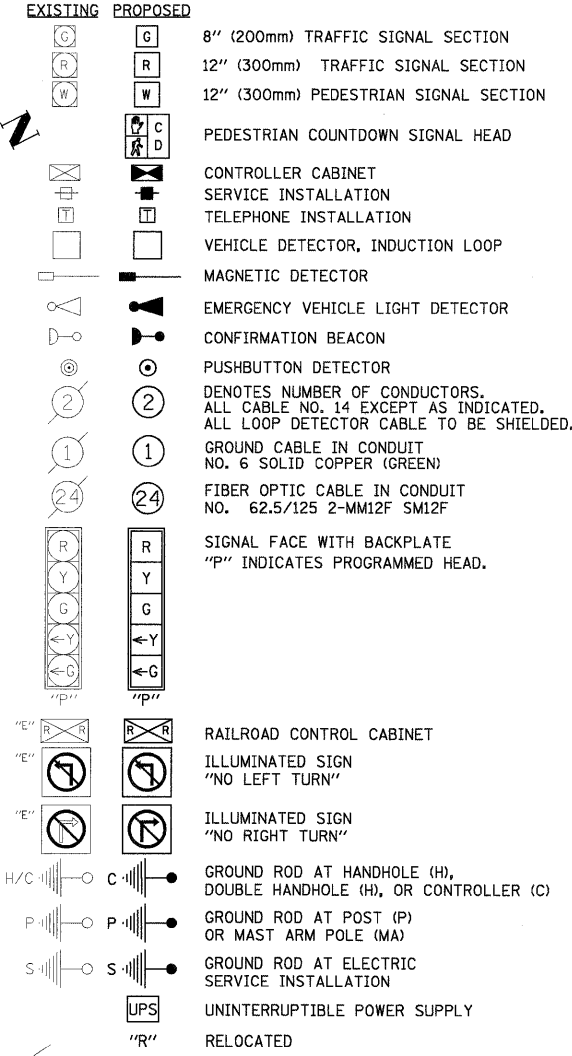 EXISTING PROPOSED
G G 8" (200mm) TRAFFIC SIGNAL SECTION
R R 12" (300mm) TRAFFIC SIGNAL SECTION
W W 12" (300mm) PEDESTRIAN SIGNAL SECTION
N
C
D
PEDESTRIAN COUNTDOWN SIGNAL HEAD
CONTROLLER CABINET
SERVICE INSTALLATION
T T TELEPHONE INSTALLATION
VEHICLE DETECTOR, INDUCTION LOOP
MAGNETIC DETECTOR
EMERGENCY VEHICLE LIGHT DETECTOR
CONFIRMATION BEACON
PUSHBUTTON DETECTOR
2 2 DENOTES NUMBER OF CONDUCTORS.
ALL CABLE NO. 14 EXCEPT AS INDICATED.
ALL LOOP DETECTOR CABLE TO BE SHIELDED.
1 1 GROUND CABLE IN CONDUIT
NO. 6 SOLID COPPER (GREEN)
24 24 FIBER OPTIC CABLE IN CONDUIT
NO. 62.5/125 2-MM12F SM12F
R R SIGNAL FACE WITH BACKPLATE
"P" INDICATES PROGRAMMED HEAD.
Y Y
G G
←Y ←Y
←G ←G
"P" "P"
"E" R R R R RAILROAD CONTROL CABINET
"E" ILLUMINATED SIGN
"NO LEFT TURN"
"E" ILLUMINATED SIGN
"NO RIGHT TURN"
H/C C GROUND ROD AT HANDHOLE (H),
DOUBLE HANDHOLE (H), OR CONTROLLER (C)
P P GROUND ROD AT POST (P)
OR MAST ARM POLE (MA)
S S GROUND ROD AT ELECTRIC
SERVICE INSTALLATION
UPS UNINTERRUPTIBLE POWER SUPPLY
"R" RELOCATED